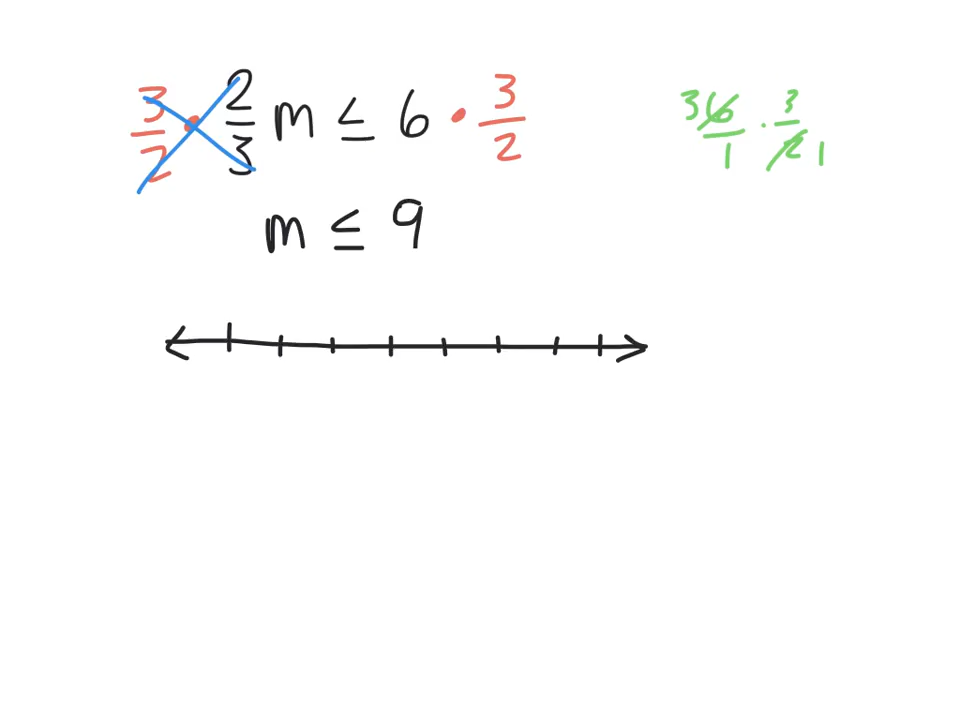 3/2 · 2/3 m ≤ 6 · 3/2
3 6/1 · 3/2 1
m ≤ 9